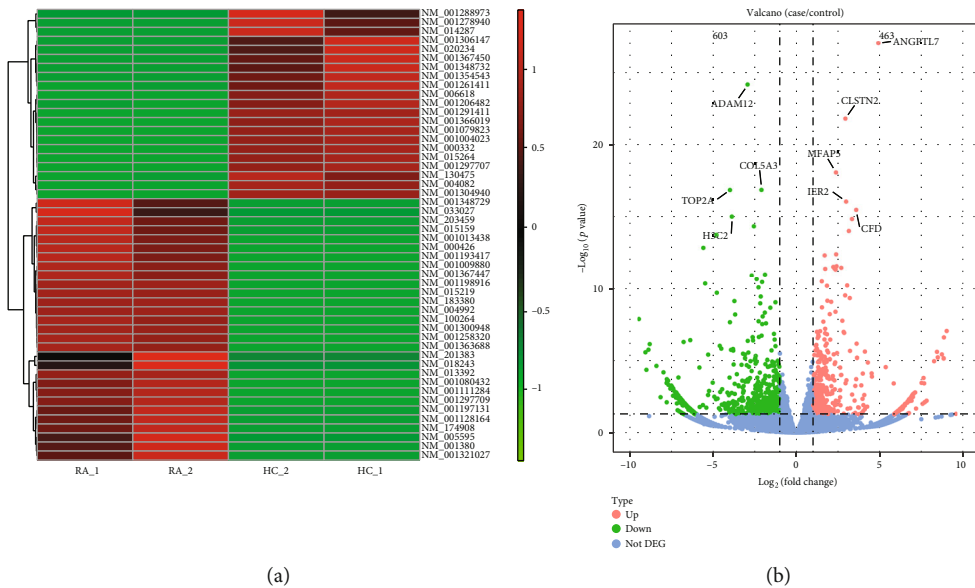 NM_001288973
NM_001278940
NM_014287
NM_001306147
NM_020234
NM_001367450
NM_001348732
NM_001354543
NM_001261411
NM_006618
NM_001206482
NM_001291411
NM_001366019
NM_001079823
NM_001004023
NM_000332
NM_015264
NM_001297707
NM_130475
NM_004082
NM_001304940
NM_001348729
NM_033027
NM_203459
NM_015159
NM_001013438
NM_000426
NM_001193417
NM_001009880
NM_001367447
NM_001198916
NM_015219
NM_183380
NM_004992
NM_100264
NM_001300948
NM_001258320
NM_001363688
NM_201383
NM_018243
NM_013392
NM_001080432
NM_001111284
NM_001297709
NM_001197131
NM_001128164
NM_174908
NM_005595
NM_001380
NM_001321027
RA_1 RA_2 HC_2 HC_1
1
0.5
0
−0.5
−1
(a)
Valcano (case/control)
603 463
ANGPTL7
ADAM12
CLSTN2
COL5A3
MFAP5
TOP2A
IER2
H3C2
CFD
−Log10 (p value)
20
10
0
−10 −5 0 5 10
Log2 (fold change)
Type
Up
Down
Not DEG
(b)